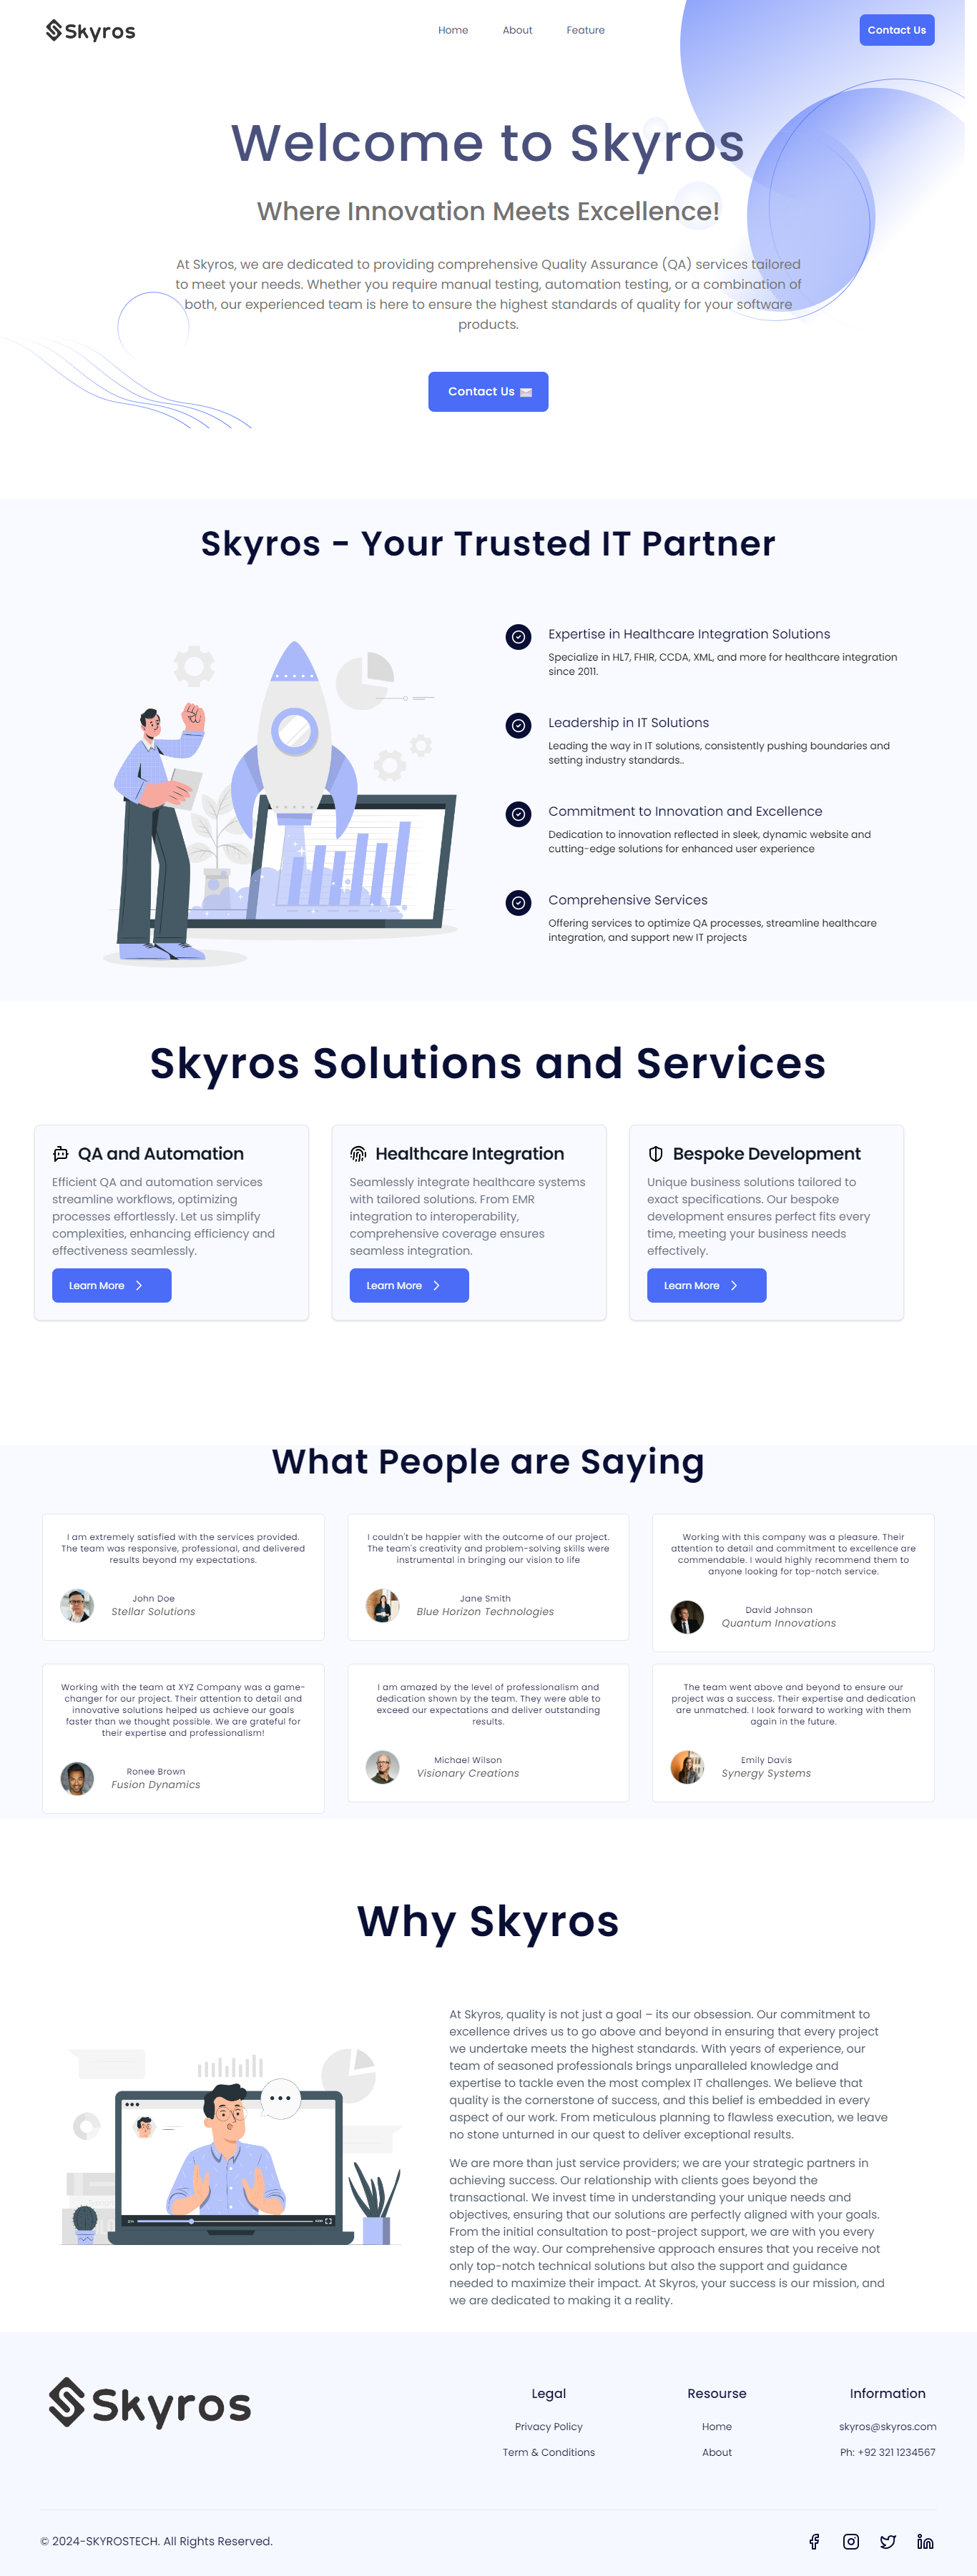 Skyros
Home About Feature
Contact Us
Welcome to Skyros
Where Innovation Meets Excellence!
At Skyros, we are dedicated to providing comprehensive Quality Assurance (QA) services tailored
to meet your needs. Whether you require manual testing, automation testing, or a combination of
both, our experienced team is here to ensure the highest standards of quality for your software
products.
Contact Us
Skyros - Your Trusted IT Partner
Expertise in Healthcare Integration Solutions
Specialize in HL7, FHIR, CCDA, XML, and more for healthcare integration
since 2011.
Leadership in IT Solutions
Leading the way in IT solutions, consistently pushing boundaries and
setting industry standards..
Commitment to Innovation and Excellence
Dedication to innovation reflected in sleek, dynamic website and
cutting-edge solutions for enhanced user experience
Comprehensive Services
Offering services to optimize QA processes, streamline healthcare
integration, and support new IT projects
Skyros Solutions and Services
QA and Automation
Efficient QA and automation services
streamline workflows, optimizing
processes effortlessly. Let us simplify
complexities, enhancing efficiency and
effectiveness seamlessly.
Learn More
Healthcare Integration
Seamlessly integrate healthcare systems
with tailored solutions. From EMR
integration to interoperability,
comprehensive coverage ensures
seamless integration.
Learn More
Bespoke Development
Unique business solutions tailored to
exact specifications. Our bespoke
development ensures perfect fits every
time, meeting your business needs
effectively.
Learn More
What People are Saying
I am extremely satisfied with the services provided.
The team was responsive, professional, and delivered
results beyond my expectations.
John Doe
Stellar Solutions
I couldn't be happier with the outcome of our project.
The team's creativity and problem-solving skills were
instrumental in bringing our vision to life
Jane Smith
Blue Horizon Technologies
Working with this company was a pleasure. Their
attention to detail and commitment to excellence are
commendable. I would highly recommend them to
anyone looking for top-notch service.
David Johnson
Quantum Innovations
Working with the team at XYZ Company was a game-
changer for our project. Their attention to detail and
innovative solutions helped us achieve our goals
faster than we thought possible. We are grateful for
their expertise and professionalism!
Ronee Brown
Fusion Dynamics
I am amazed by the level of professionalism and
dedication shown by the team. They were able to
exceed our expectations and deliver outstanding
results.
Michael Wilson
Visionary Creations
The team went above and beyond to ensure our
project was a success. Their expertise and dedication
are unmatched. I look forward to working with them
again in the future.
Emily Davis
Synergy Systems
Why Skyros
At Skyros, quality is not just a goal – its our obsession. Our commitment to
excellence drives us to go above and beyond in ensuring that every project
we undertake meets the highest standards. With years of experience, our
team of seasoned professionals brings unparalleled knowledge and
expertise to tackle even the most complex IT challenges. We believe that
quality is the cornerstone of success, and this belief is embedded in every
aspect of our work. From meticulous planning to flawless execution, we leave
no stone unturned in our quest to deliver exceptional results.
We are more than just service providers; we are your strategic partners in
achieving success. Our relationship with clients goes beyond the
transactional. We invest time in understanding your unique needs and
objectives, ensuring that our solutions are perfectly aligned with your goals.
From the initial consultation to post-project support, we are with you every
step of the way. Our comprehensive approach ensures that you receive not
only top-notch technical solutions but also the support and guidance
needed to maximize their impact. At Skyros, your success is our mission, and
we are dedicated to making it a reality.
Skyros
Legal
Privacy Policy
Term & Conditions
Resourse
Home
About
Information
skyros@skyros.com
Ph: +92 321 1234567
© 2024-SKYROSTECH. All Rights Reserved.